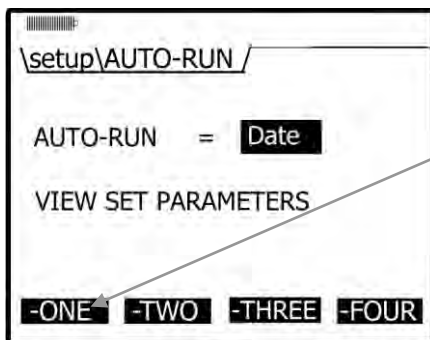 \setup\AUTO-RUN /
AUTO-RUN = Date
VIEW SET PARAMETERS
-ONE -TWO -THREE -FOUR